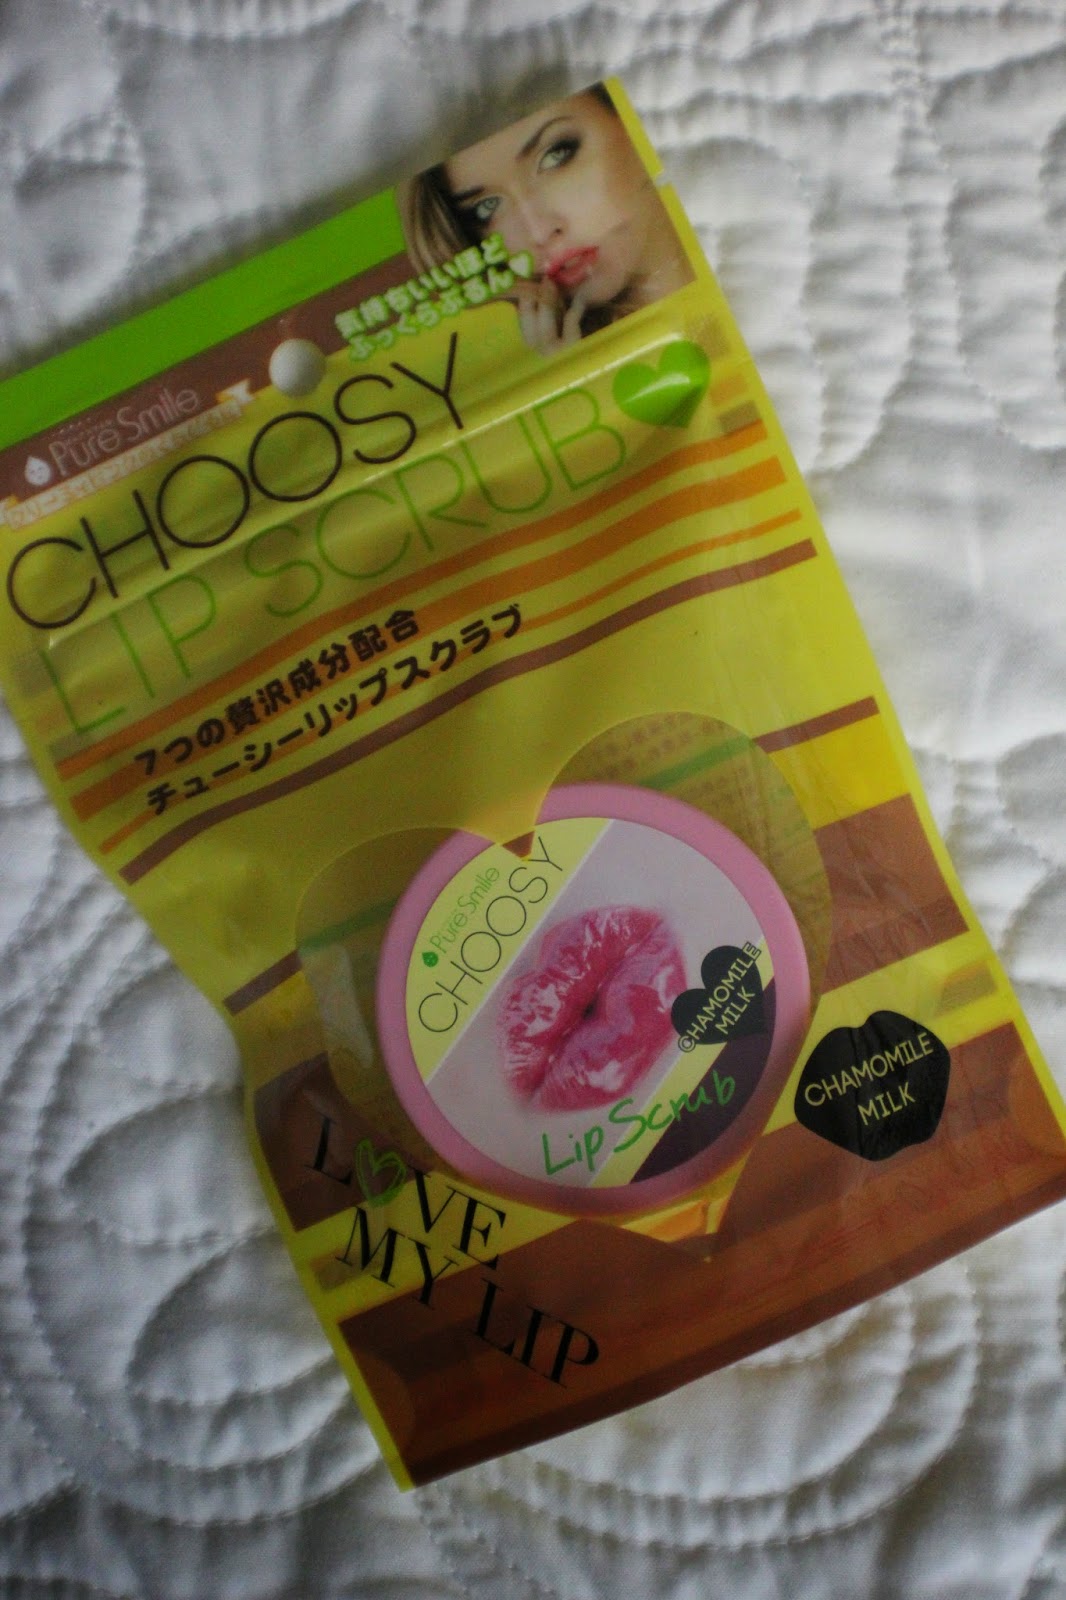 気持ちいいほど
ふっくらぷるん♥
Pure Smile
CHOOSY
LIP SCRUB
7つの贅沢成分配合
チューシーリップスクラブ
Pure Smile
CHOOSY
CHAMOMILE
MILK
Lip Scrub
CHAMOMILE
MILK
LOVE
MY LIP